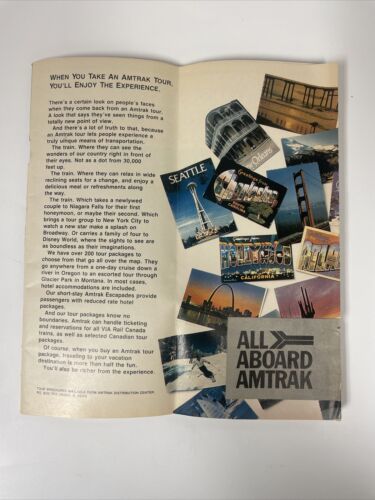 WHEN YOU TAKE AN AMTRAK TOUR,
YOU'LL ENJOY THE EXPERIENCE.
There's a certain look on people's faces
when they come back from an Amtrak tour.
A look that says they've seen things from a
totally new point of view.
And there's a lot of truth to that, because
an Amtrak tour lets people experience a
truly unique means of transportation.
The train. Where they can see the
wonders of our country right in front of
their eyes. Not as a dot from 30,000
feet up.
The train. Where they can relax in wide
reclining seats for a change, and enjoy a
delicious meal or refreshments along
the way.
The train. Which takes a newlywed
couple to Niagara Falls for their first
honeymoon, or maybe their second. Which
brings a tour group to New York City to
watch a new star make a splash on
Broadway. Or carries a family of four to
Disney World, where the sights to see are
as boundless as their imaginations.
We have over 200 tour packages to
choose from that go all over the map. They
go anywhere from a one-day cruise down a
river in Oregon to an escorted tour through
Glacier Park in Montana. In most cases,
hotel accommodations are included.
Our short-stay Amtrak Escapades provide
passengers with reduced rate hotel
packages.
And our tour packages know no
boundaries. Amtrak can handle ticketing
and reservations for all VIA Rail Canada
trains, as well as selected Canadian tour
packages.
Of course, when you buy an Amtrak tour
package, traveling to your vacation
destination is more than half the fun.
You'll also be richer from the experience.
TOUR BROCHURES AVAILABLE FROM AMTRAK DISTRIBUTION CENTER
Orleans
SEATTLE
Greetings from
CALIFORNIA
ALL
ABOARD
AMTRAK